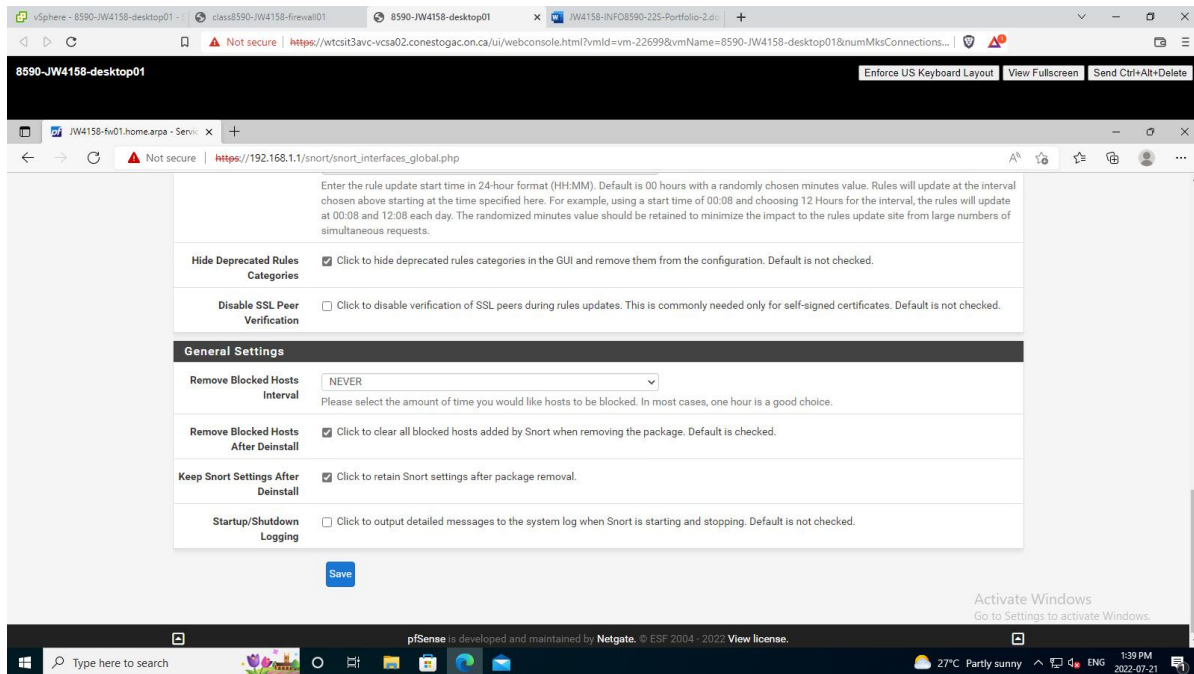 vSphere - 8590-JW4158-desktop01 -
class8590-JW4158-firewall01
8590-JW4158-desktop01
JW4158-INFO8590-22S-Portfolio-2.do
Not secure https://wtcsit3avc-vcsa02.conestogac.on.ca/ui/webconsole.html?vmId=vm-22699&vmName=8590-JW4158-desktop01&numMksConnections...
8590-JW4158-desktop01
Enforce US Keyboard Layout View Fullscreen Send Ctrl+Alt+Delete
JW4158-fw01.home.arpa - Servic
Not secure https://192.168.1.1/snort/snort_interfaces_global.php
Enter the rule update start time in 24-hour format (HH:MM). Default is 00 hours with a randomly chosen minutes value. Rules will update at the interval
chosen above starting at the time specified here. For example, using a start time of 00:08 and choosing 12 Hours for the interval, the rules will update
at 00:08 and 12:08 each day. The randomized minutes value should be retained to minimize the impact to the rules update site from large numbers of
simultaneous requests.
Hide Deprecated Rules
Categories
Click to hide deprecated rules categories in the GUI and remove them from the configuration. Default is not checked.
Disable SSL Peer
Verification
Click to disable verification of SSL peers during rules updates. This is commonly needed only for self-signed certificates. Default is not checked.
General Settings
Remove Blocked Hosts
Interval
NEVER
Please select the amount of time you would like hosts to be blocked. In most cases, one hour is a good choice.
Remove Blocked Hosts
After Deinstall
Click to clear all blocked hosts added by Snort when removing the package. Default is checked.
Keep Snort Settings After
Deinstall
Click to retain Snort settings after package removal.
Startup/Shutdown
Logging
Click to output detailed messages to the system log when Snort is starting and stopping. Default is not checked.
Save
Activate Windows
Go to Settings to activate Windows.
pfSense is developed and maintained by Netgate. © ESF 2004 - 2022 View license.
Type here to search
27°C Partly sunny
ENG
1:39 PM
2022-07-21